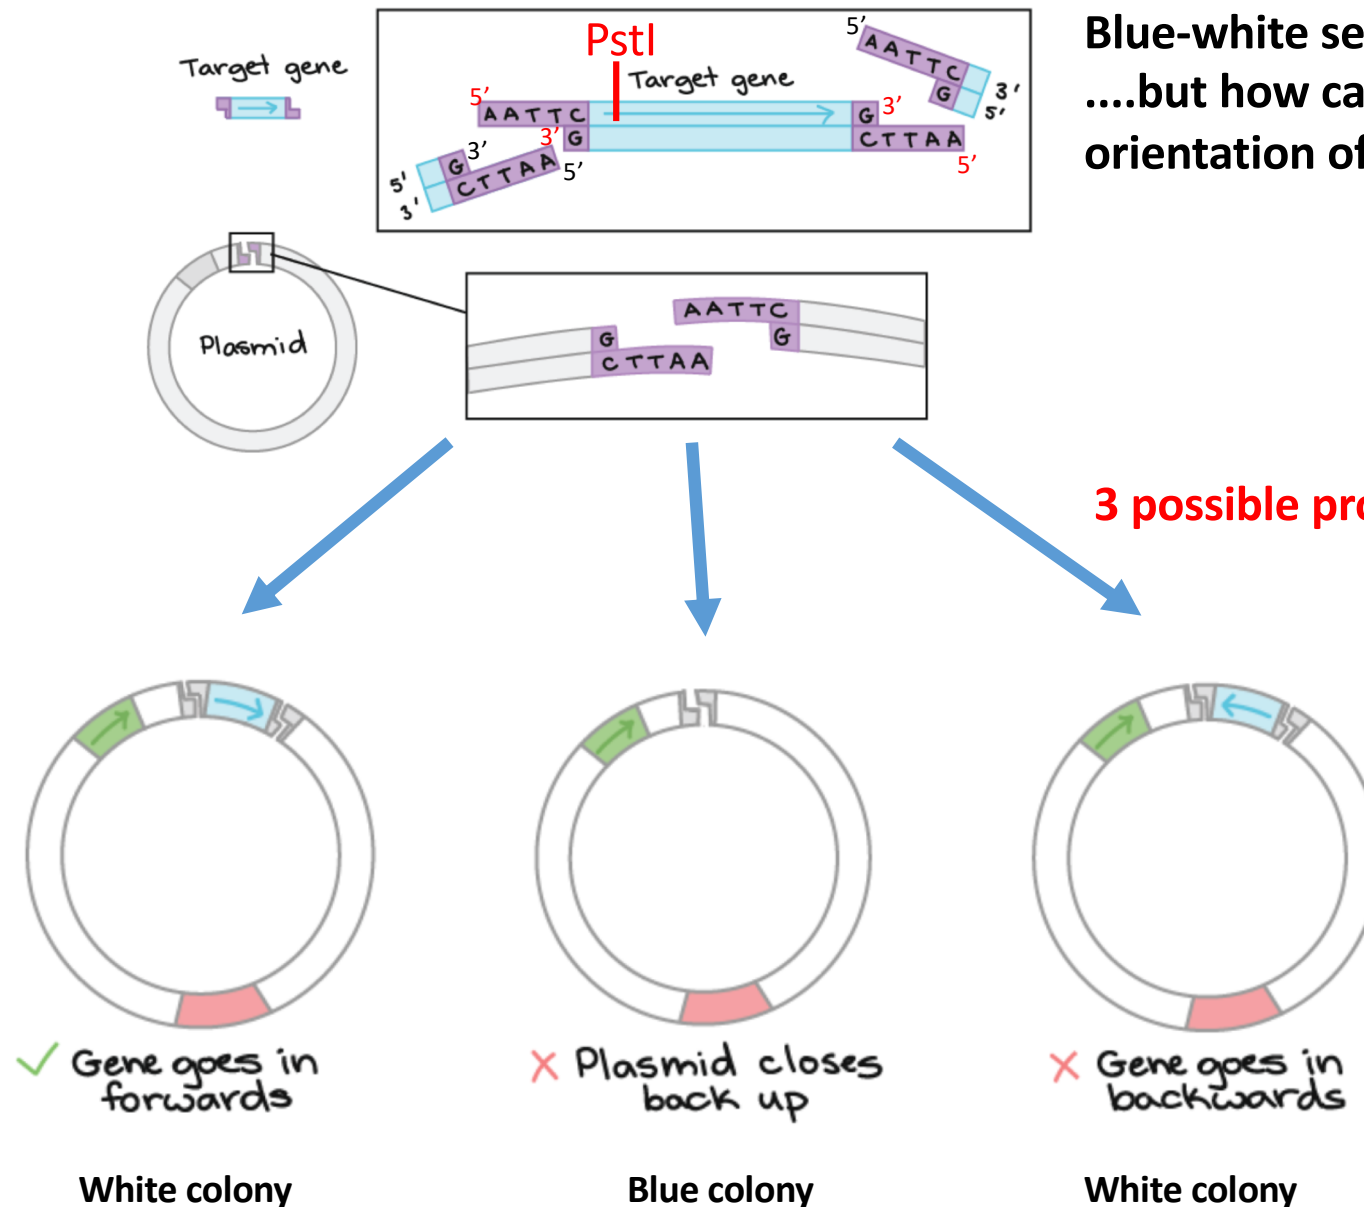 Blue-white se
....but how ca
orientation of
Target gene
PstI
Target gene
5'
AATTC
G
3'
5'
AATTC
G
3'
G
CTTAA
5'
3'
5'
G
3'
CTTAA
5'
3'
5'
Plasmid
G
CTTAA
AATTC
G
3 possible pro
Gene goes in
forwards
Plasmid closes
back up
Gene goes in
backwards
White colony
Blue colony
White colony